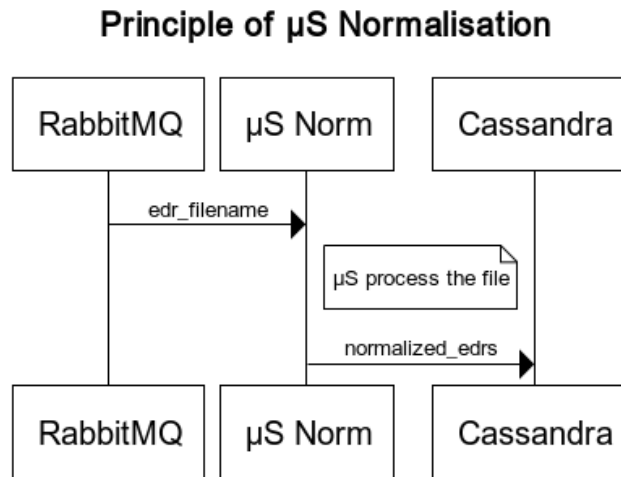 Principle of µS Normalisation
RabbitMQ
µS Norm
Cassandra
edr_filename
µS process the file
normalized_edrs
RabbitMQ
µS Norm
Cassandra